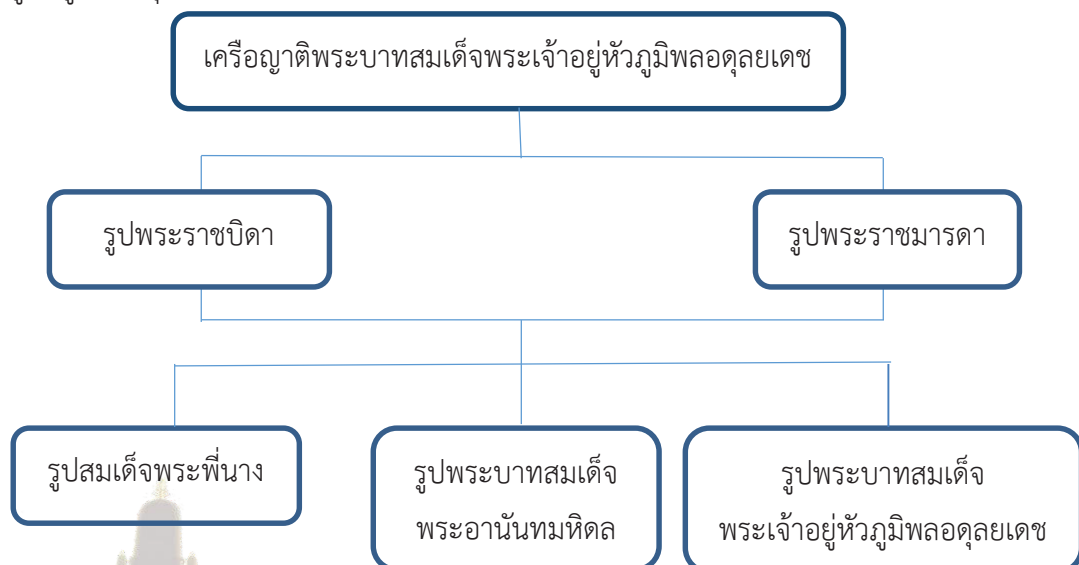 เครือญาติพระบาทสมเด็จพระเจ้าอยู่หัวภูมิพลอดุลยเดช
รูปพระราชบิดา
รูปพระราชมารดา
รูปสมเด็จพระพี่นาง
รูปพระบาทสมเด็จ
พระอานันทมหิดล
รูปพระบาทสมเด็จ
พระเจ้าอยู่หัวภูมิพลอดุลยเดช